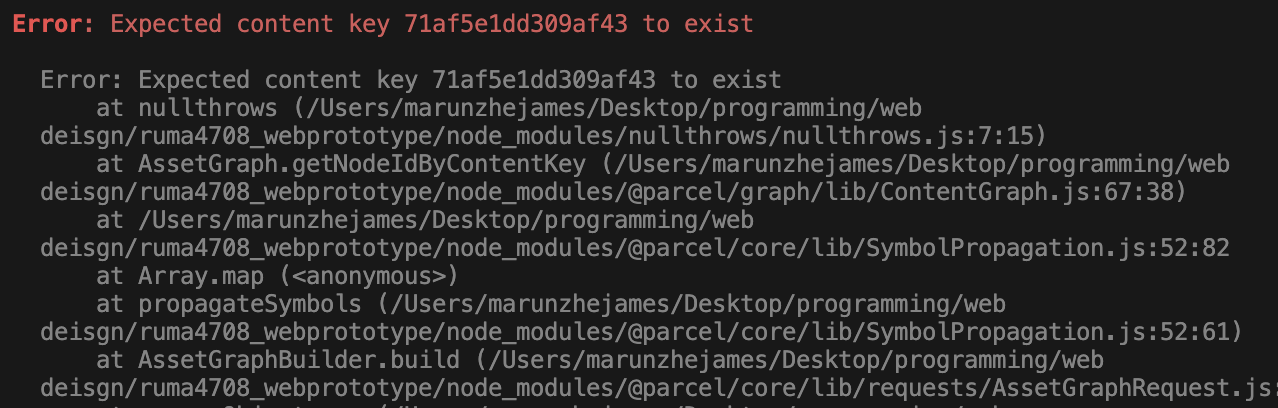 Error: Expected content key 71af5e1dd309af43 to exist
Error: Expected content key 71af5e1dd309af43 to exist
at nullthrows (/Users/marunzhejames/Desktop/programming/web
deisgn/ruma4708_webprototype/node_modules/nullthrows/nullthrows.js:7:15)
at AssetGraph.getNodeIdByContentKey (/Users/marunzhejames/Desktop/programming/web
deisgn/ruma4708_webprototype/node_modules/@parcel/graph/lib/ContentGraph.js:67:38)
at /Users/marunzhejames/Desktop/programming/web
deisgn/ruma4708_webprototype/node_modules/@parcel/core/lib/SymbolPropagation.js:52:82
at Array.map (<anonymous>)
at propagateSymbols (/Users/marunzhejames/Desktop/programming/web
deisgn/ruma4708_webprototype/node_modules/@parcel/core/lib/SymbolPropagation.js:52:61)
at AssetGraphBuilder.build (/Users/marunzhejames/Desktop/programming/web
deisgn/ruma4708_webprototype/node_modules/@parcel/core/lib/requests/AssetGraphRequest.js: